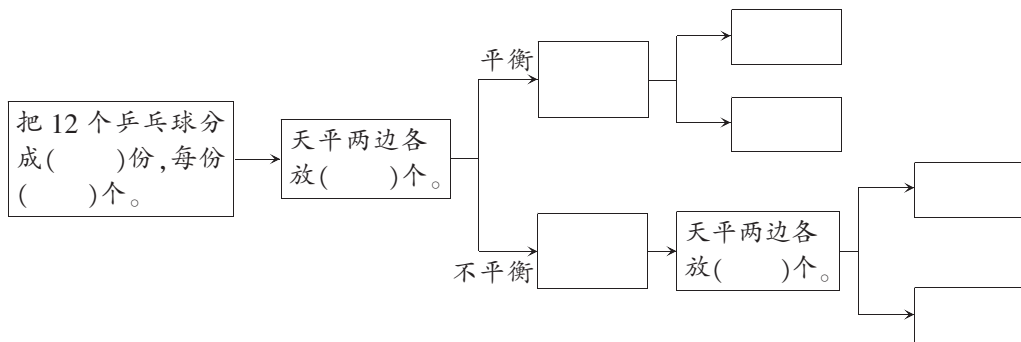 把 12 个乒乓球分
成(    )份,每份
(    )个。
天平两边各
放(    )个。
平衡
不平衡
天平两边各
放(    )个。